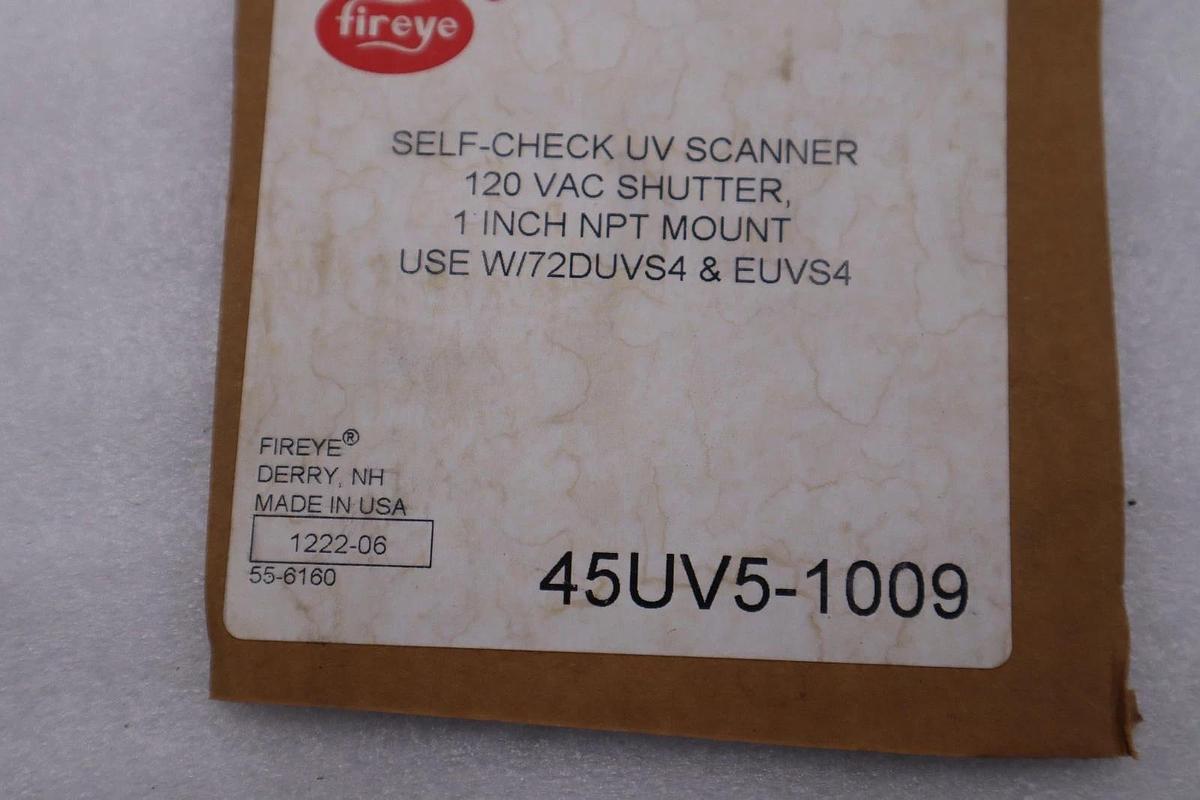 fireye
SELF-CHECK UV SCANNER
120 VAC SHUTTER,
1 INCH NPT MOUNT
USE W/72DUVS4 & EUVS4
FIREYE®
DERRY, NH
MADE IN USA
1222-06
55-6160
45UV5-1009